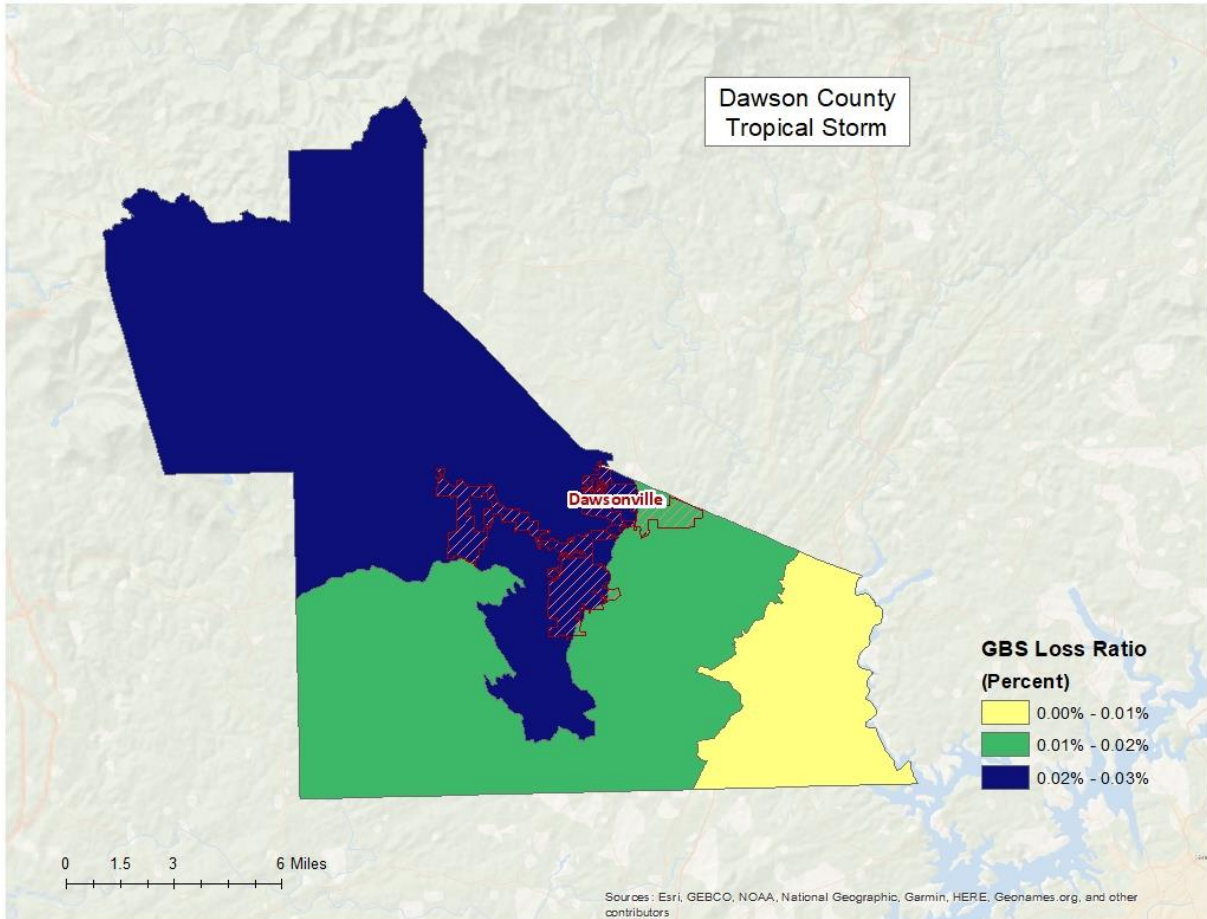 Dawson County
Tropical Storm
Dawsonville
GBS Loss Ratio
(Percent)
0.00% - 0.01%
0.01% - 0.02%
0.02% - 0.03%
0 1.5 3 6 Miles
Sources: Esri, GEBCO, NOAA, National Geographic, Garmin, HERE, Geonames.org, and other
contributors